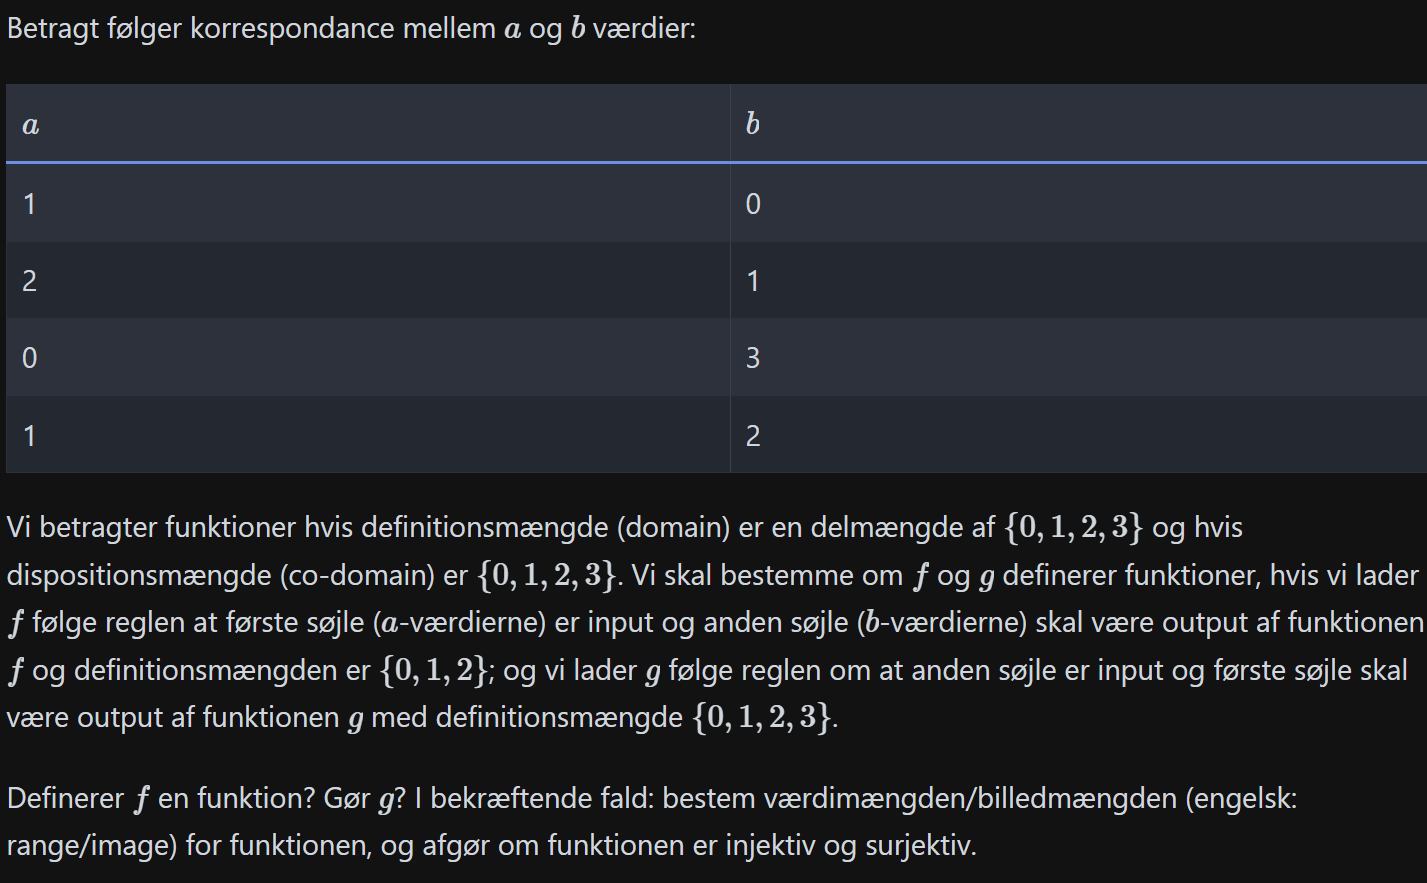 Betragt følger korrespondance mellem a og b værdier:
a b
1 0
2 1
0 3
1 2
Vi betragter funktioner hvis definitionsmængde (domain) er en delmængde af {0, 1, 2, 3} og hvis
dispositionsmængde (co-domain) er {0, 1, 2, 3}. Vi skal bestemme om f og g definerer funktioner, hvis vi lader
f følge reglen at første søjle (a-værdierne) er input og anden søjle (b-værdierne) skal være output af funktionen
f og definitionsmængden er {0, 1, 2}; og vi lader g følge reglen om at anden søjle er input og første søjle skal
være output af funktionen g med definitionsmængde {0, 1, 2, 3}.
Definerer f en funktion? Gør g? I bekræftende fald: bestem værdimængden/billedmængden (engelsk:
range/image) for funktionen, og afgør om funktionen er injektiv og surjektiv.